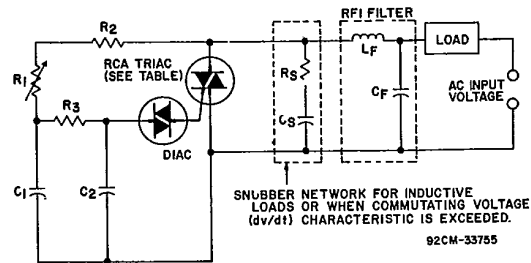 RFI FILTER
R2
LF
LOAD
RCA TRIAC
(SEE TABLE)
RS
R1
CF
AC INPUT
VOLTAGE
R3
CS
DIAC
C1
C2
SNUBBER NETWORK FOR INDUCTIVE
LOADS OR WHEN COMMUTATING VOLTAGE
(dv/dt) CHARACTERISTIC IS EXCEEDED.
92CM-33755